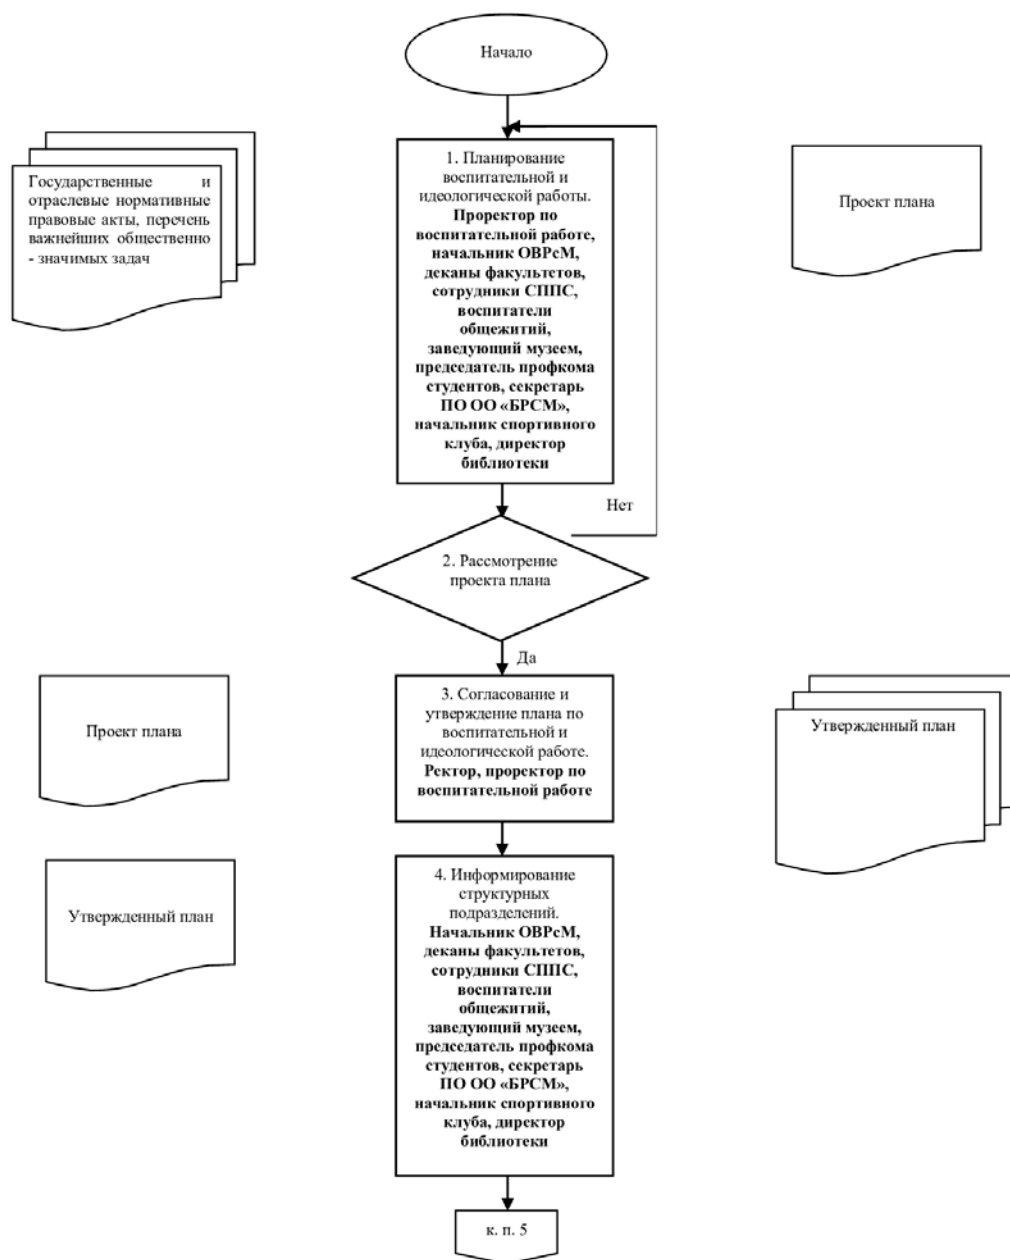 Начало
Государственные и
отраслевые нормативные
правовые акты, перечень
важнейших общественно
- значимых задач
1. Планирование
воспитательной и
идеологической работы.
Проректор по
воспитательной работе,
начальник ОВРсМ,
деканы факультетов,
сотрудники СППС,
воспитатели
общежитий,
заведующий музеем,
председатель профкома
студентов, секретарь
ПО ОО «БРСМ»,
начальник спортивного
клуба, директор
библиотеки
Проект плана
Нет
2. Рассмотрение
проекта плана
Да
Проект плана
3. Согласование и
утверждение плана по
воспитательной и
идеологической работе.
Ректор, проректор по
воспитательной работе
Утвержденный план
Утвержденный план
4. Информирование
структурных
подразделений.
Начальник ОВРсМ,
деканы факультетов,
сотрудники СППС,
воспитатели
общежитий,
заведующий музеем,
председатель профкома
студентов, секретарь
ПО ОО «БРСМ»,
начальник спортивного
клуба, директор
библиотеки
к. п. 5